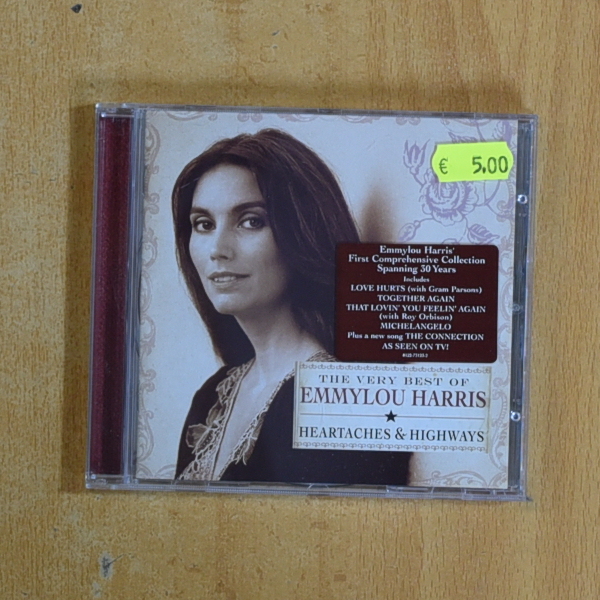 € 5,00
Emmylou Harris'
First Comprehensive Collection
Spanning 30 Years
Includes
LOVE HURTS (with Gram Parsons)
TOGETHER AGAIN
THAT LOVIN' YOU FEELIN' AGAIN
(with Roy Orbison)
MICHELANGELO
Plus a new song THE CONNECTION
AS SEEN ON TV!
THE VERY BEST OF
EMMYLOU HARRIS
HEARTACHES & HIGHWAYS